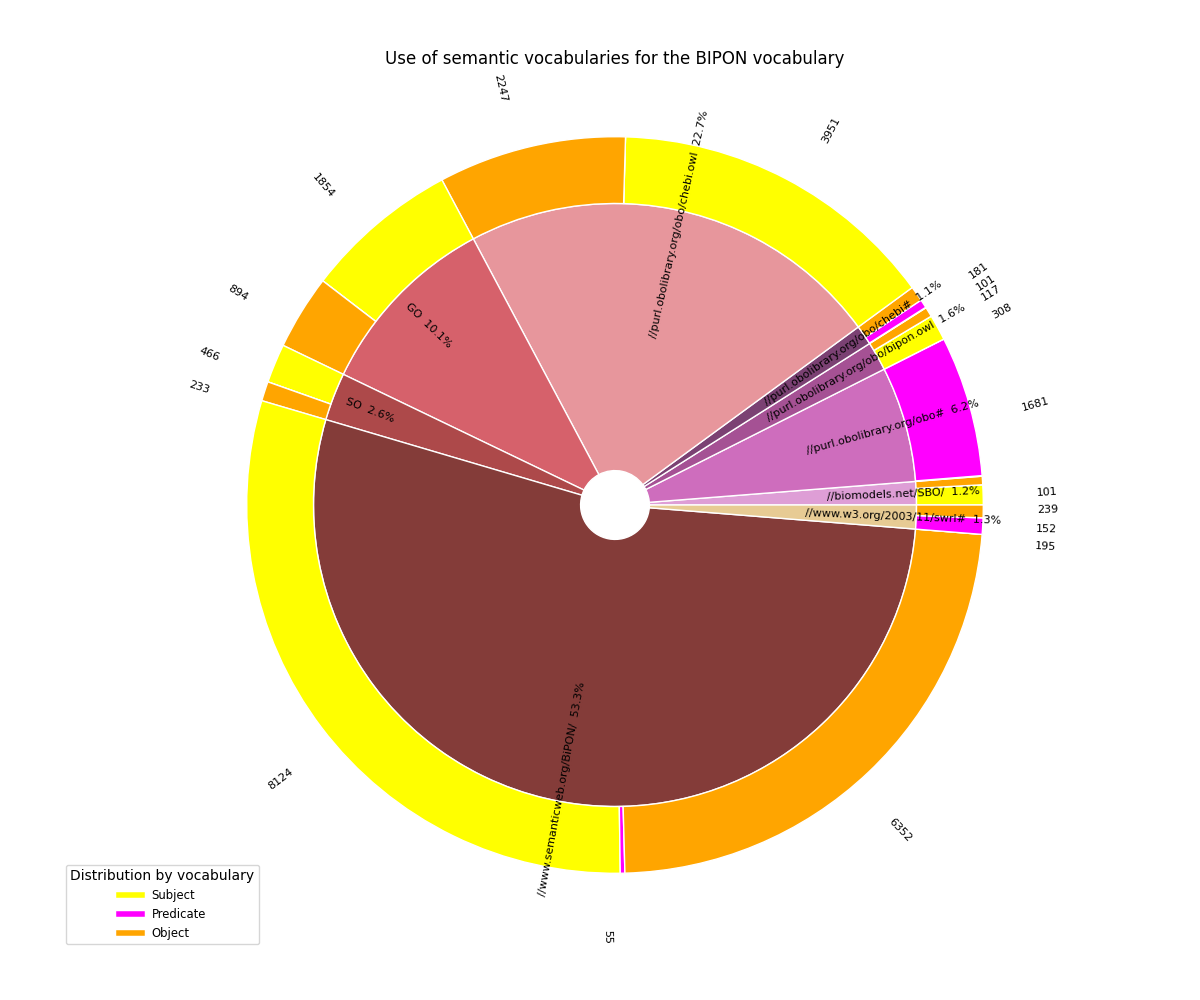 Use of semantic vocabularies for the BIPON vocabulary
2247
3951
//purl.obolibrary.org/obo/chebi.owl 22.7%
1854
894
GO 10.1%
466
233
SO 2.6%
181
101
117
308
//purl.obolibrary.org/obo/chebi# 1.1%
//purl.obolibrary.org/obo/bipon.owl 1.6%
1681
//purl.obolibrary.org/obo# 6.2%
101
//biomodels.net/SBO/ 1.2%
239
//www.w3.org/2003/11/swrl# 1.3%
152
195
//www.semanticweb.org/BiPON/ 53.3%
8124
6352
55
Distribution by vocabulary
Subject
Predicate
Object